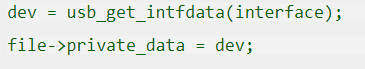 dev = usb_get_intfdata(interface);
file->private_data = dev;